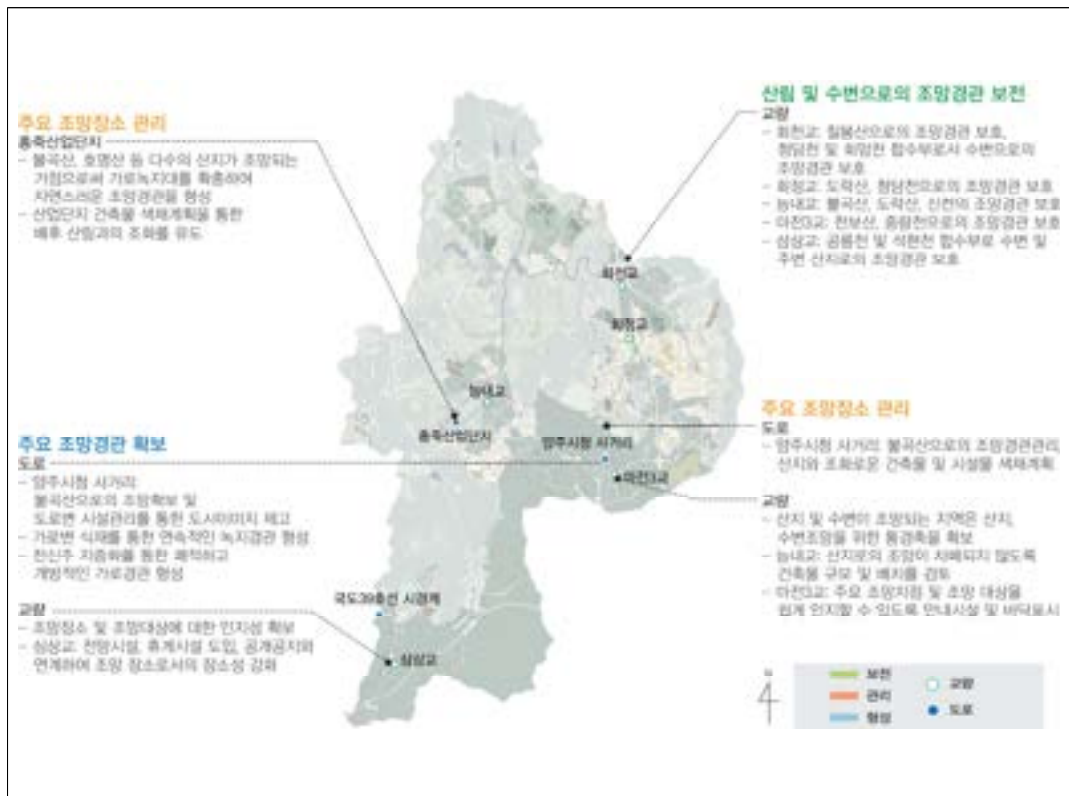 주요 조망장소 관리
홍죽산업단지
- 불곡산, 호명산 등 다수의 산지가 조망되는
거점으로써 가로녹지대를 확충하여
자연스러운 조망경관을 형성
- 산업단지 건축물 색채계획을 통한
배후 산림과의 조화를 유도
산림 및 수변으로의 조망경관 보전
교량
- 회천교: 칠봉산으로의 조망경관 보호,
청담천 및 회암천 합수부로서 수변으로의
조망경관 보호
- 회정교: 도락산, 청담천으로의 조망경관 보호
- 능내교: 불곡산, 도락산, 신천의 조망경관 보호
- 마전3교: 천보산, 중랑천으로의 조망경관 보호
- 삼상교: 공릉천 및 석현천 합수부로 수변 및
주변 산지로의 조망경관 보호
회천교
회정교
능내교
홍죽산업단지
양주시청 사거리
마전3교
주요 조망경관 확보
도로
- 양주시청 사거리
불곡산으로의 조망확보 및
도로변 시설관리를 통한 도시이미지 제고
- 가로변 식재를 통한 연속적인 녹지경관 형성
- 전신주 지중화를 통한 쾌적하고
개방적인 가로경관 형성
교량
- 조망장소 및 조망대상에 대한 인지성 확보
- 삼상교: 전망시설, 휴게시설 도입, 공개공지와
연계하여 조망 장소로서의 장소성 강화
국도39호선 시경계
삼상교
주요 조망장소 관리
도로
- 양주시청 사거리: 불곡산으로의 조망경관관리,
산지와 조화로운 건축물 및 시설물 색채계획
교량
- 산지 및 수변이 조망되는 지역은 산지,
수변조망을 위한 통경축을 확보
- 능내교: 산지로의 조망이 차폐되지 않도록
건축물 규모 및 배치를 검토
- 마전3교: 주요 조망지점 및 조망 대상을
쉽게 인지할 수 있도록 안내시설 및 바닥표시
N
보전
관리
형성
교량
도로